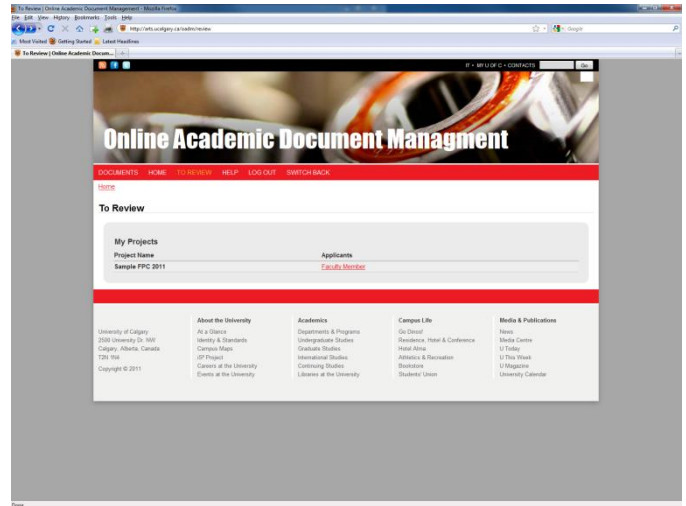 To Review | Online Academic Document Management - Mozilla Firefox
File Edit View History Bookmarks Tools Help
http://arts.ucalgary.ca/oadm/review
Google
Most Visited Getting Started Latest Headlines
To Review | Online Academic Docum...
IT • MY U OF C • CONTACTS Go
Online Academic Document Managment
DOCUMENTS HOME TO REVIEW HELP LOG OUT SWITCH BACK
Home
To Review
My Projects
Project Name Applicants
Sample FPC 2011 Faculty Member
About the University Academics Campus Life Media & Publications
University of Calgary At a Glance Departments & Programs Go Dinos! News
2500 University Dr. NW Identity & Standards Undergraduate Studies Residence, Hotel & Conference Media Centre
Calgary, Alberta, Canada Campus Maps Graduate Studies Hotel Alma U Today
T2N 1N4 iS² Project International Studies Athletics & Recreation U This Week
Copyright © 2011 Careers at the University Continuing Studies Bookstore U Magazine
Events at the University Libraries at the University Students' Union University Calendar
Done